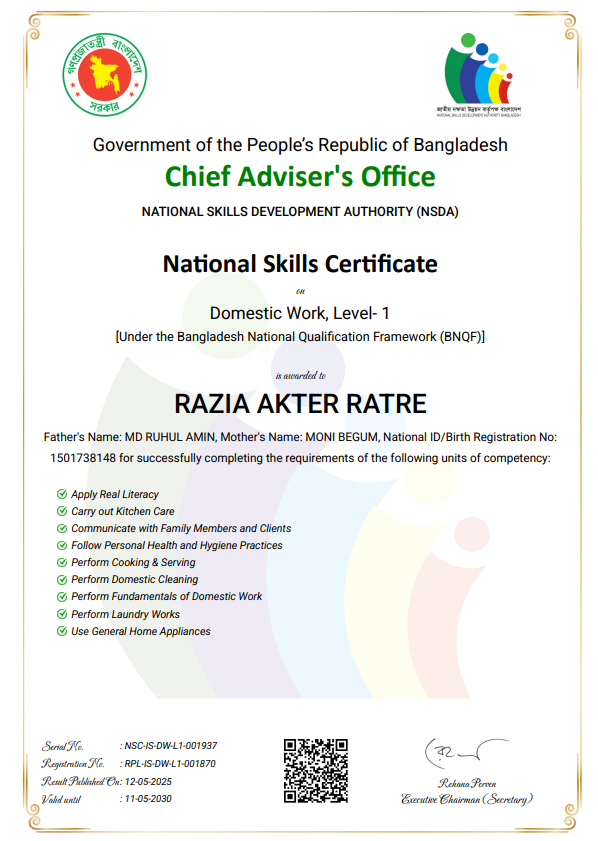 গণপ্রজাতন্ত্রী বাংলাদেশ
সরকার
জাতীয় দক্ষতা উন্নয়ন কর্তৃপক্ষ বাংলাদেশ
NATIONAL SKILLS DEVELOPMENT AUTHORITY BANGLADESH
Government of the People's Republic of Bangladesh
Chief Adviser's Office
NATIONAL SKILLS DEVELOPMENT AUTHORITY (NSDA)
National Skills Certificate
on
Domestic Work, Level- 1
[Under the Bangladesh National Qualification Framework (BNQF)]
is awarded to
RAZIA AKTER RATRE
Father's Name: MD RUHUL AMIN, Mother's Name: MONI BEGUM, National ID/Birth Registration No:
1501738148 for successfully completing the requirements of the following units of competency:
Apply Real Literacy
Carry out Kitchen Care
Communicate with Family Members and Clients
Follow Personal Health and Hygiene Practices
Perform Cooking & Serving
Perform Domestic Cleaning
Perform Fundamentals of Domestic Work
Perform Laundry Works
Use General Home Appliances
Serial No. : NSC-IS-DW-L1-001937
Registration No. : RPL-IS-DW-L1-001870
Result Published On : 12-05-2025
Valid until : 11-05-2030
Rehana Perven
Executive Chairman (Secretary)